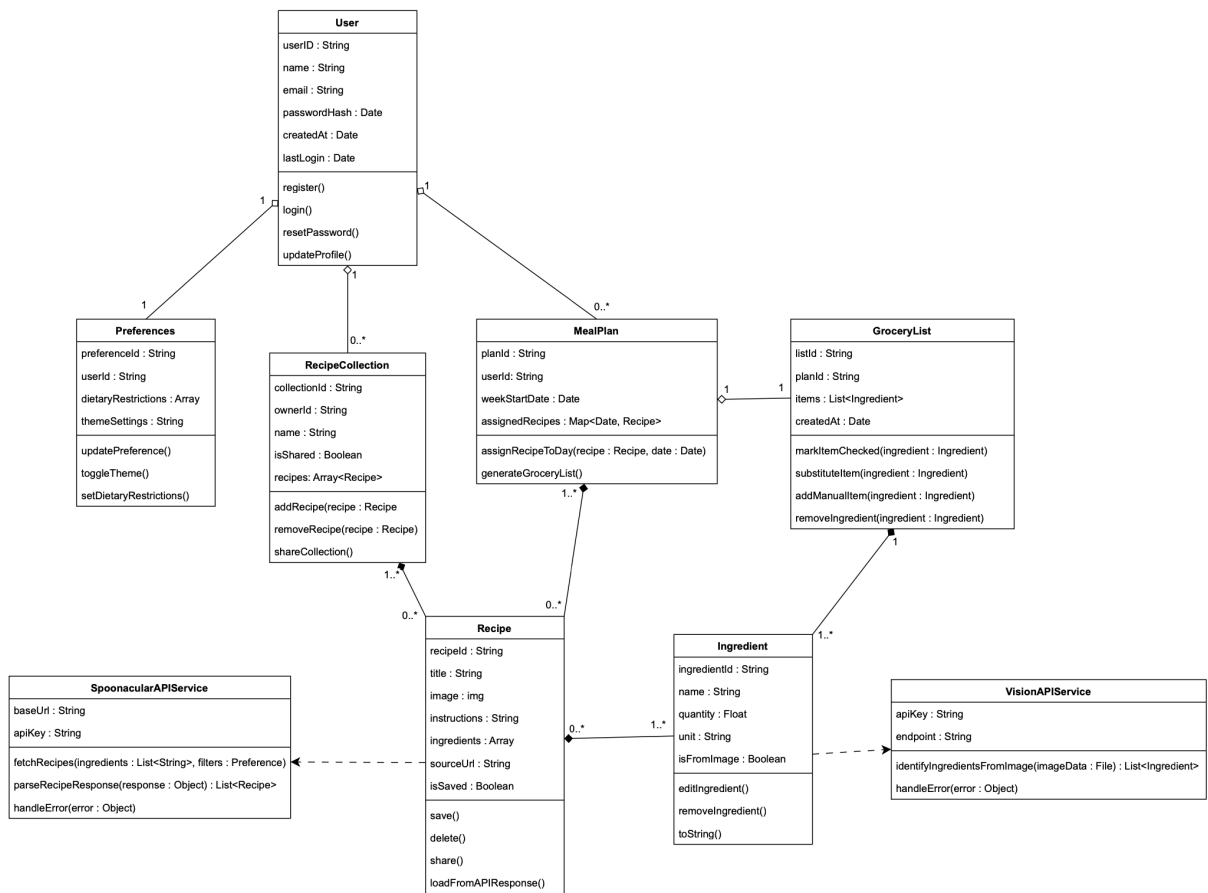 User
userID : String
name : String
email : String
passwordHash : Date
createdAt : Date
lastLogin : Date
register()
login()
resetPassword()
updateProfile()
1
1
1
1
0..*
0..*
Preferences
preferenceId : String
userId : String
dietaryRestrictions : Array
themeSettings : String
updatePreference()
toggleTheme()
setDietaryRestrictions()
RecipeCollection
collectionId : String
ownerId : String
name : String
isShared : Boolean
recipes: Array<Recipe>
addRecipe(recipe : Recipe
removeRecipe(recipe : Recipe)
shareCollection()
1..*
0..*
MealPlan
planId : String
userId: String
weekStartDate : Date
assignedRecipes : Map<Date, Recipe>
assignRecipeToDay(recipe : Recipe, date : Date)
generateGroceryList()
1
1
1..*
0..*
GroceryList
listId : String
planId : String
items : List<Ingredient>
createdAt : Date
markItemChecked(ingredient : Ingredient)
substituteItem(ingredient : Ingredient)
addManualItem(ingredient : Ingredient)
removeIngredient(ingredient : Ingredient)
1
1..*
SpoonacularAPIService
baseUrl : String
apiKey : String
fetchRecipes(ingredients : List<String>, filters : Preference)
parseRecipeResponse(response : Object) : List<Recipe>
handleError(error : Object)
Recipe
recipeId : String
title : String
image : img
instructions : String
ingredients : Array
sourceUrl : String
isSaved : Boolean
save()
delete()
share()
loadFromAPIResponse()
0..*
1..*
Ingredient
ingredientId : String
name : String
quantity : Float
unit : String
isFromImage : Boolean
editIngredient()
removeIngredient()
toString()
VisionAPIService
apiKey : String
endpoint : String
identifyIngredientsFromImage(imageData : File) : List<Ingredient>
handleError(error : Object)